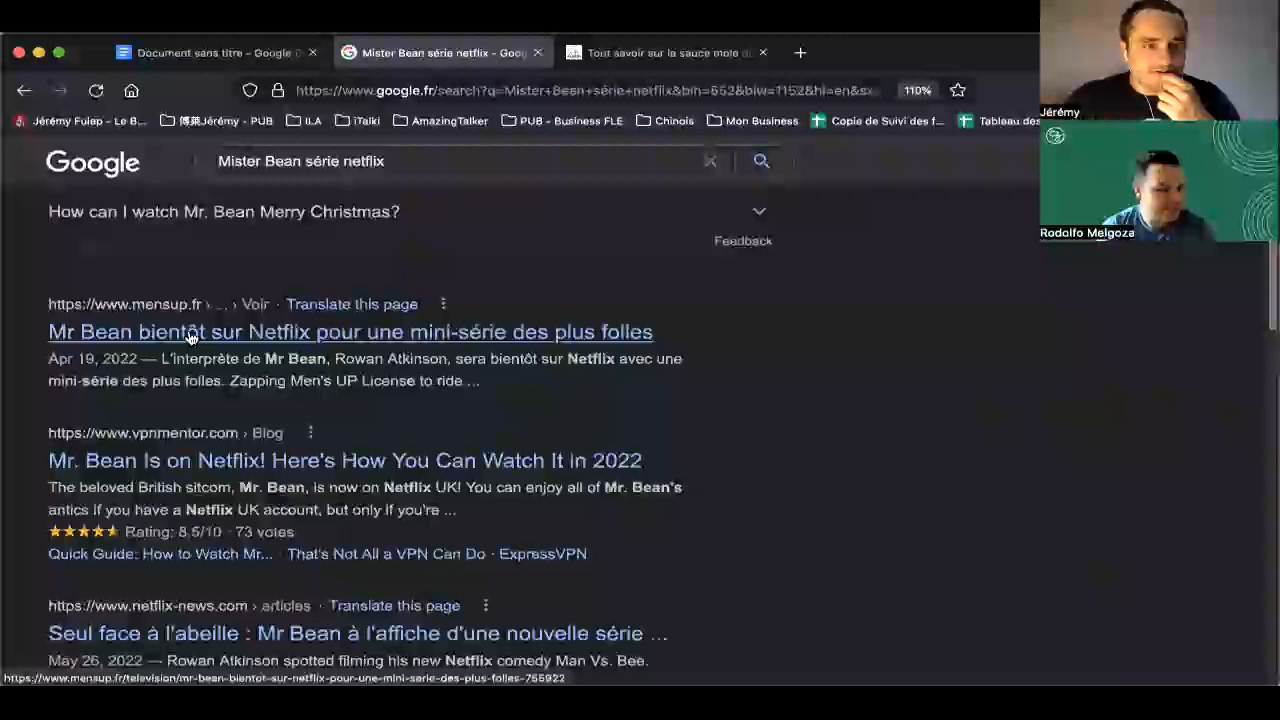 Document sans titre - Google D
Mister Bean série netflix - Goog
Tout savoir sur la sauce mole
https://www.google.fr/search?q=Mister+Bean+série+netflix&bih=652&biw=1152&hl=en&s
110%
Jérémy Fulep - Le B...
Jérémy - PUB
ILA
iTalki
AmazingTalker
PUB - Business FLE
Chinois
Mon Business
Copie de Suivi des f...
Tableau des
Jérémy
Rodolfo Melgoza
Google
Mister Bean série netflix
How can I watch Mr. Bean Merry Christmas?
Feedback
https://www.mensup.fr › ... › Voir · Translate this page
Mr Bean bientôt sur Netflix pour une mini-série des plus folles
Apr 19, 2022 — L'interprète de Mr Bean, Rowan Atkinson, sera bientôt sur Netflix avec une
mini-série des plus folles. Zapping Men's UP License to ride ...
https://www.vpnmentor.com › Blog
Mr. Bean Is on Netflix! Here's How You Can Watch It in 2022
The beloved British sitcom, Mr. Bean, is now on Netflix UK! You can enjoy all of Mr. Bean's
antics if you have a Netflix UK account, but only if you're ...
Rating: 8.5/10 · 73 votes
Quick Guide: How to Watch Mr... · That's Not All a VPN Can Do · ExpressVPN
https://www.netflix-news.com › articles · Translate this page
Seul face à l'abeille : Mr Bean à l'affiche d'une nouvelle série ...
May 26, 2022 — Rowan Atkinson spotted filming his new Netflix comedy Man Vs. Bee.
https://www.mensup.fr/television/mr-bean-bientot-sur-netflix-pour-une-mini-serie-des-plus-folles-755922